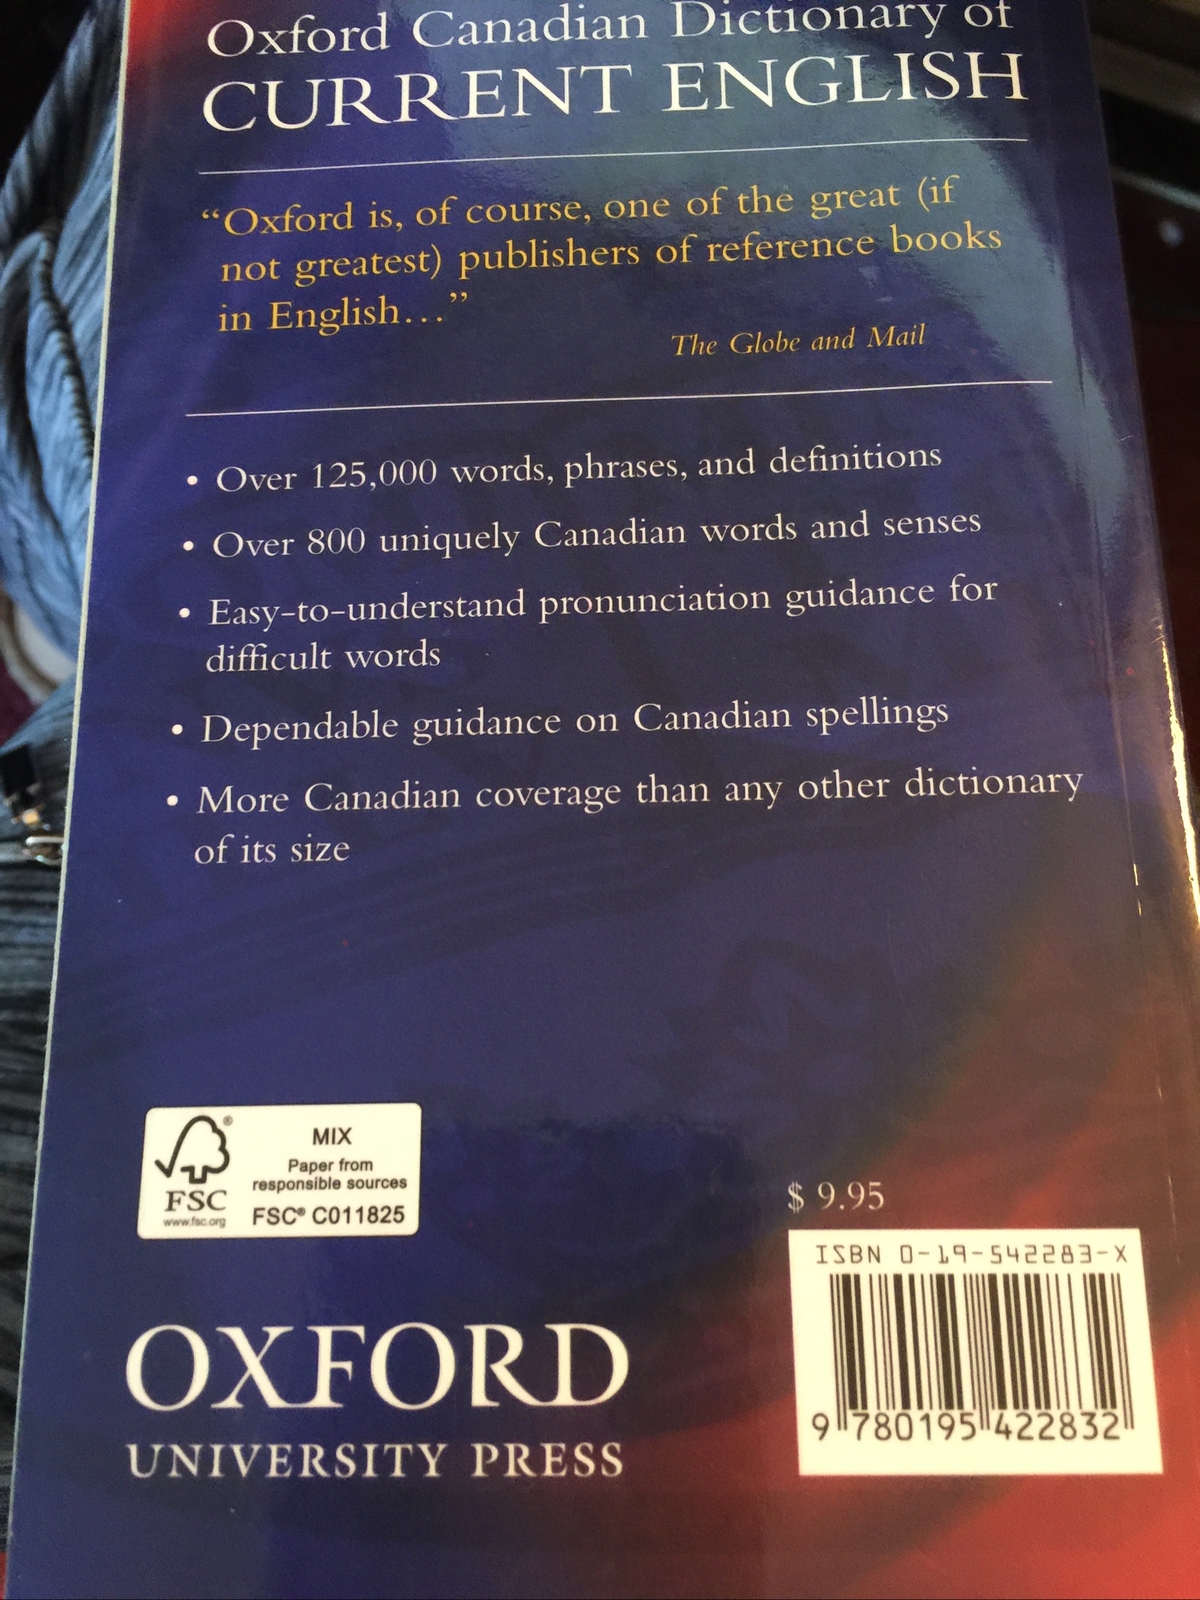 Oxford Canadian Dictionary of
CURRENT ENGLISH
“Oxford is, of course, one of the great (if
not greatest) publishers of reference books
in English...”
The Globe and Mail
• Over 125,000 words, phrases, and definitions
• Over 800 uniquely Canadian words and senses
• Easy-to-understand pronunciation guidance for
difficult words
• Dependable guidance on Canadian spellings
• More Canadian coverage than any other dictionary
of its size
®
FSC
www.fsc.org
MIX
Paper from
responsible sources
FSC® C011825
$ 9.95
ISBN 0-19-542283-X
9 780195 422832
OXFORD
UNIVERSITY PRESS